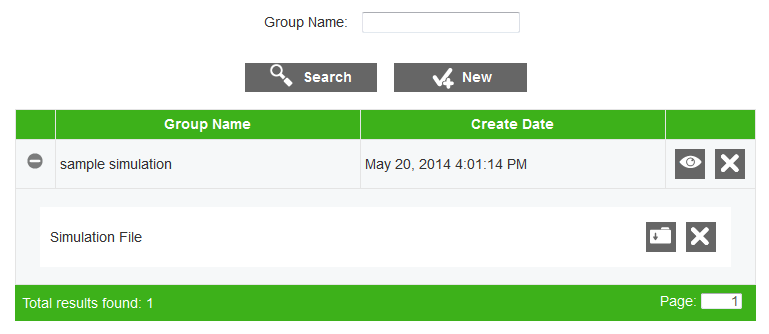 Group Name:
Search New
Group Name Create Date
sample simulation May 20, 2014 4:01:14 PM
Simulation File
Total results found: 1 Page: 1